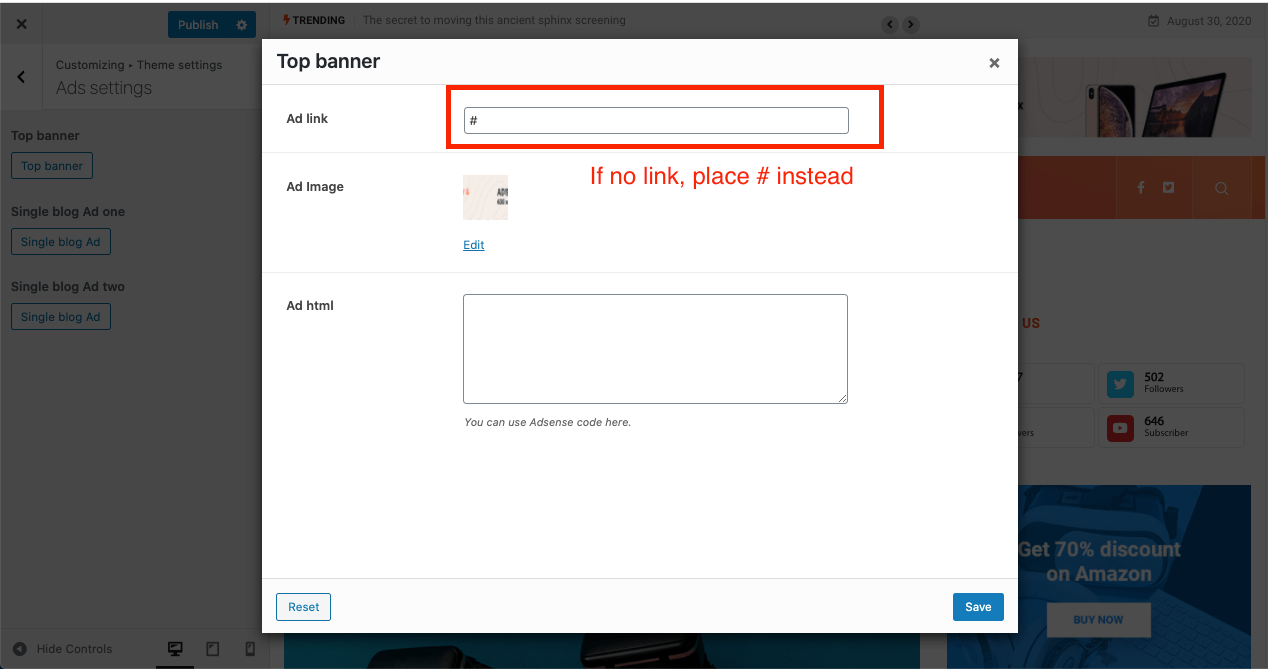 Publish
TRENDING
The secret to moving this ancient sphinx screening
August 30, 2020
Customizing ▸ Theme settings
Ads settings
Top banner
Top banner
Single blog Ad one
Single blog Ad
Single blog Ad two
Single blog Ad
Hide Controls
Top banner
×
Ad link
#
If no link, place # instead
Ad Image
Edit
Ad html
You can use Adsense code here.
Reset
Save
US
7
502
Followers
vers
646
Subscriber
Get 70% discount
on Amazon
BUY NOW